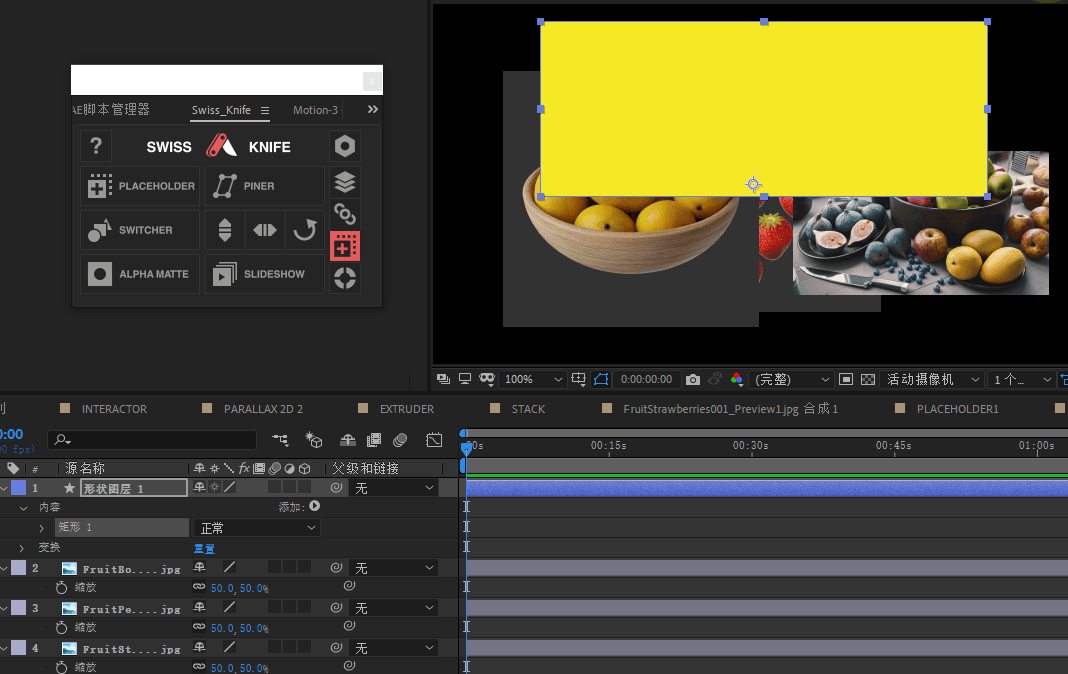 AE脚本管理器 Swiss_Knife Motion-3
? SWISS KNIFE
PLACEHOLDER PINER
SWITCHER
ALPHA MATTE SLIDESHOW
100% 0:00:00:00 (完整) 活动摄像机 1 个...
INTERACTOR PARALLAX 2D 2 EXTRUDER STACK FruitStrawberries001_Preview1.jpg 合成 1 PLACEHOLDER1
0:00
00 fps)
00s 00:15s 00:30s 00:45s 01:00s
# 源名称 fx 父级和链接
1 形状图层 1 无
内容 添加:
矩形 1 正常
变换 重置
2 FruitBo....jpg 无
缩放 50.0, 50.0%
3 FruitPe....jpg 无
缩放 50.0, 50.0%
4 FruitSt....jpg 无
缩放 50.0, 50.0%